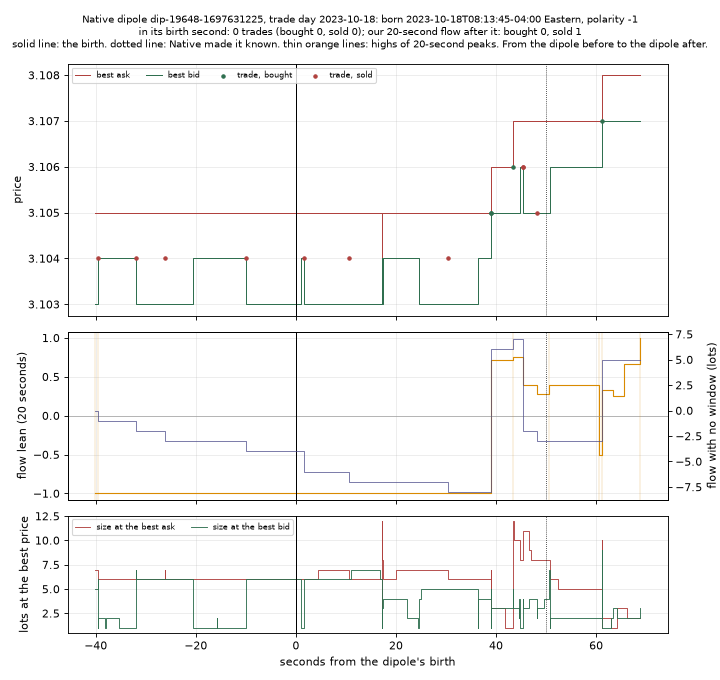 Native dipole dip-19648-1697631225, trade day 2023-10-18: born 2023-10-18T08:13:45-04:00 Eastern, polarity -1
in its birth second: 0 trades (bought 0, sold 0); our 20-second flow after it: bought 0, sold 1
solid line: the birth. dotted line: Native made it known. thin orange lines: highs of 20-second peaks. From the dipole before to the dipole after.
best ask
best bid
trade, bought
trade, sold
3.108
3.107
3.106
3.105
3.104
3.103
price
1.0
0.5
0.0
−0.5
−1.0
flow lean (20 seconds)
7.5
5.0
2.5
0.0
−2.5
−5.0
−7.5
flow with no window (lots)
size at the best ask
size at the best bid
12.5
10.0
7.5
5.0
2.5
lots at the best price
−40
−20
0
20
40
60
seconds from the dipole's birth